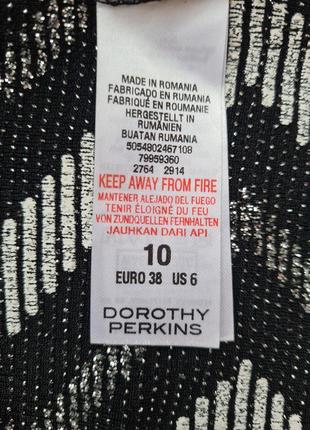 MADE IN ROMANIA
FABRICADO EN RUMANIA
FABRIQUÉ EN ROUMANIE
HERGESTELLT IN
RUMÄNIEN
BUATAN RUMANIA
5054802467108
79959360
2764 2914
KEEP AWAY FROM FIRE
MANTENER ALEJADO DEL FUEGO
TENIR ÉLOIGNÉ DU FEU
VON ZUNDQUELLEN FERNHALTEN
JAUHKAN DARI API
10
EURO 38 US 6
DOROTHY
PERKINS